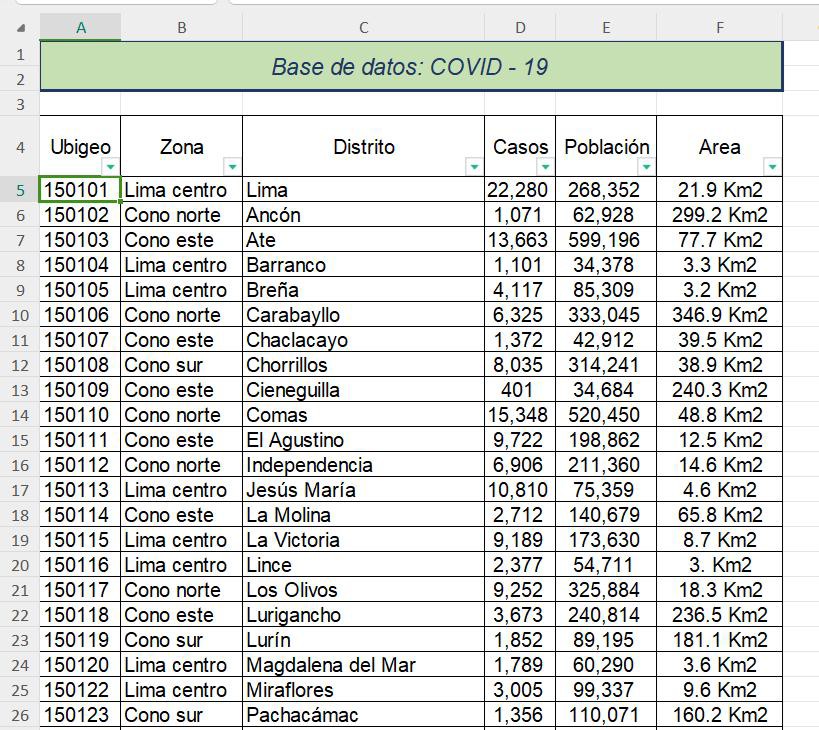 A B C D E F
1
2
Base de datos: COVID - 19
3
4 Ubigeo Zona Distrito Casos Población Area
5 150101 Lima centro Lima 22,280 268,352 21.9 Km2
6 150102 Cono norte Ancón 1,071 62,928 299.2 Km2
7 150103 Cono este Ate 13,663 599,196 77.7 Km2
8 150104 Lima centro Barranco 1,101 34,378 3.3 Km2
9 150105 Lima centro Breña 4,117 85,309 3.2 Km2
10 150106 Cono norte Carabayllo 6,325 333,045 346.9 Km2
11 150107 Cono este Chaclacayo 1,372 42,912 39.5 Km2
12 150108 Cono sur Chorrillos 8,035 314,241 38.9 Km2
13 150109 Cono este Cieneguilla 401 34,684 240.3 Km2
14 150110 Cono norte Comas 15,348 520,450 48.8 Km2
15 150111 Cono este El Agustino 9,722 198,862 12.5 Km2
16 150112 Cono norte Independencia 6,906 211,360 14.6 Km2
17 150113 Lima centro Jesús María 10,810 75,359 4.6 Km2
18 150114 Cono este La Molina 2,712 140,679 65.8 Km2
19 150115 Lima centro La Victoria 9,189 173,630 8.7 Km2
20 150116 Lima centro Lince 2,377 54,711 3. Km2
21 150117 Cono norte Los Olivos 9,252 325,884 18.3 Km2
22 150118 Cono este Lurigancho 3,673 240,814 236.5 Km2
23 150119 Cono sur Lurín 1,852 89,195 181.1 Km2
24 150120 Lima centro Magdalena del Mar 1,789 60,290 3.6 Km2
25 150122 Lima centro Miraflores 3,005 99,337 9.6 Km2
26 150123 Cono sur Pachacámac 1,356 110,071 160.2 Km2